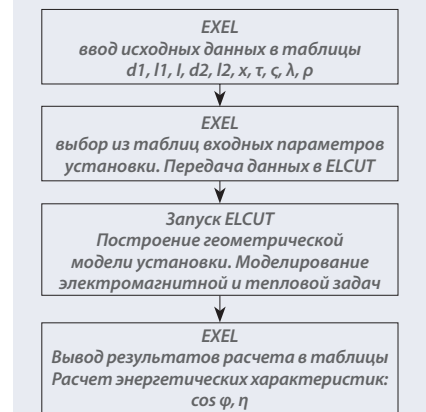 EXEL
ввод исходных данных в таблицы
d1, l1, l, d2, l2, x, τ, ς, λ, ρ
EXEL
выбор из таблиц входных параметров
установки. Передача данных в ELCUT
Запуск ELCUT
Построение геометрической
модели установки. Моделирование
электромагнитной и тепловой задач
EXEL
Вывод результатов расчета в таблицы
Расчет энергетических характеристик:
cos φ, η